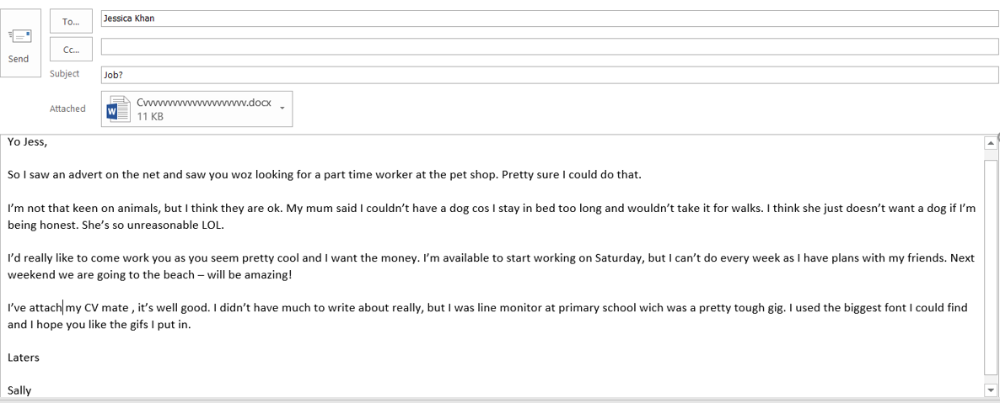 To...
Jessica Khan
Cc...
Send
Subject
Job?
Attached
Cvvvvvvvvvvvvvvvvvv.docx
11 KB
Yo Jess,
So I saw an advert on the net and saw you woz looking for a part time worker at the pet shop. Pretty sure I could do that.
I’m not that keen on animals, but I think they are ok. My mum said I couldn’t have a dog cos I stay in bed too long and wouldn’t take it for walks. I think she just doesn’t want a dog if I’m
being honest. She’s so unreasonable LOL.
I’d really like to come work you as you seem pretty cool and I want the money. I’m available to start working on Saturday, but I can’t do every week as I have plans with my friends. Next
weekend we are going to the beach – will be amazing!
I’ve attach my CV mate , it’s well good. I didn’t have much to write about really, but I was line monitor at primary school wich was a pretty tough gig. I used the biggest font I could find
and I hope you like the gifs I put in.
Laters
Sally